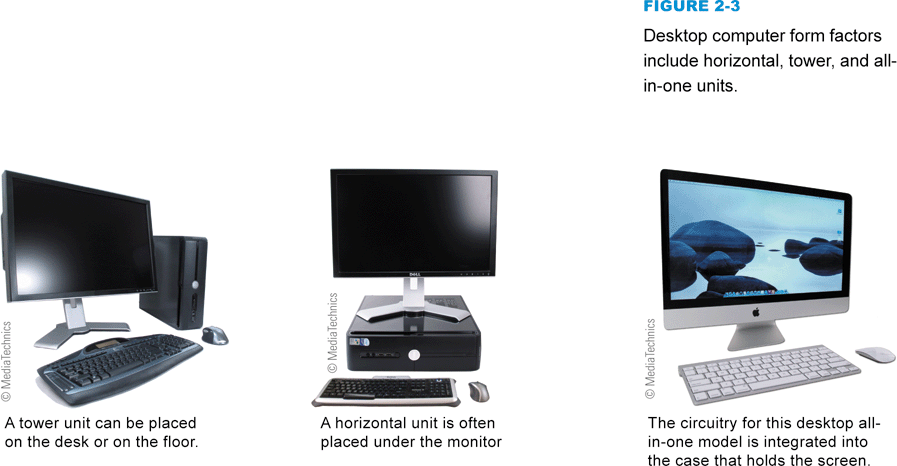 FIGURE 2-3
Desktop computer form factors
include horizontal, tower, and all-
in-one units.
© MediaTechnics
A tower unit can be placed
on the desk or on the floor.
DELL
© MediaTechnics
A horizontal unit is often
placed under the monitor
© MediaTechnics
The circuitry for this desktop all-
in-one model is integrated into
the case that holds the screen.